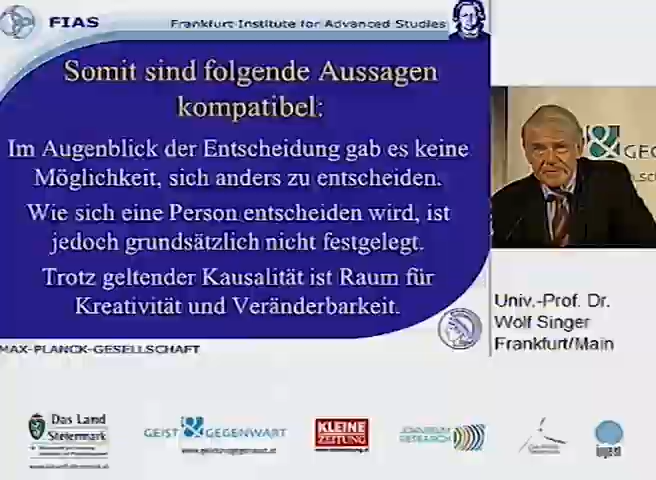 FIAS
Frankfurt Institute for Advanced Studies
Somit sind folgende Aussagen
kompatibel:
Im Augenblick der Entscheidung gab es keine
Möglichkeit, sich anders zu entscheiden.
Wie sich eine Person entscheiden wird, ist
jedoch grundsätzlich nicht festgelegt.
Trotz geltender Kausalität ist Raum für
Kreativität und Veränderbarkeit.
MAX-PLANCK-GESELLSCHAFT
& GEG
Univ.-Prof. Dr.
Wolf Singer
Frankfurt/Main
Das Land
Steiermark
GEIST & GEGENWART
KLEINE
ZEITUNG
JOANNEUM
RESEARCH